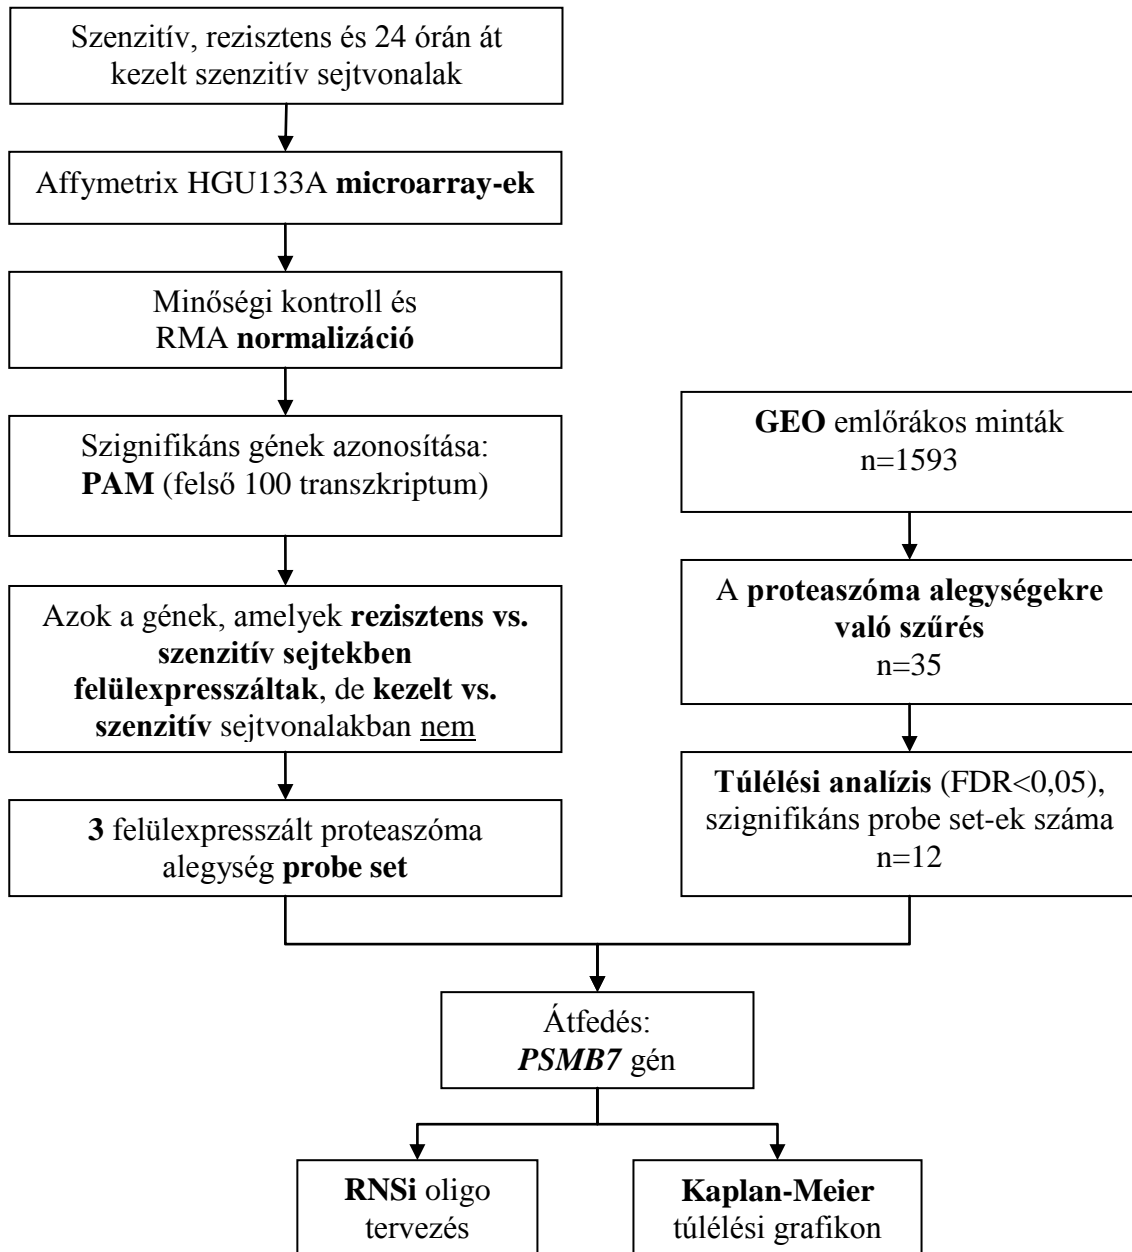 Szenzitív, rezisztens és 24 órán át
kezelt szenzitív sejtvonalak
Affymetrix HGU133A microarray-ek
Minőségi kontroll és
RMA normalizáció
Szignifikáns gének azonosítása:
PAM (felső 100 transzkriptum)
Azok a gének, amelyek rezisztens vs.
szenzitív sejtekben
felülexpresszáltak, de kezelt vs.
szenzitív sejtvonalakban nem
3 felülexpresszált proteaszóma
alegység probe set
GEO emlőrákos minták
n=1593
A proteaszóma alegységekre
való szűrés
n=35
Túlélési analízis (FDR<0,05),
szignifikáns probe set-ek száma
n=12
Átfedés:
PSMB7 gén
RNSi oligo
tervezés
Kaplan-Meier
túlélési grafikon